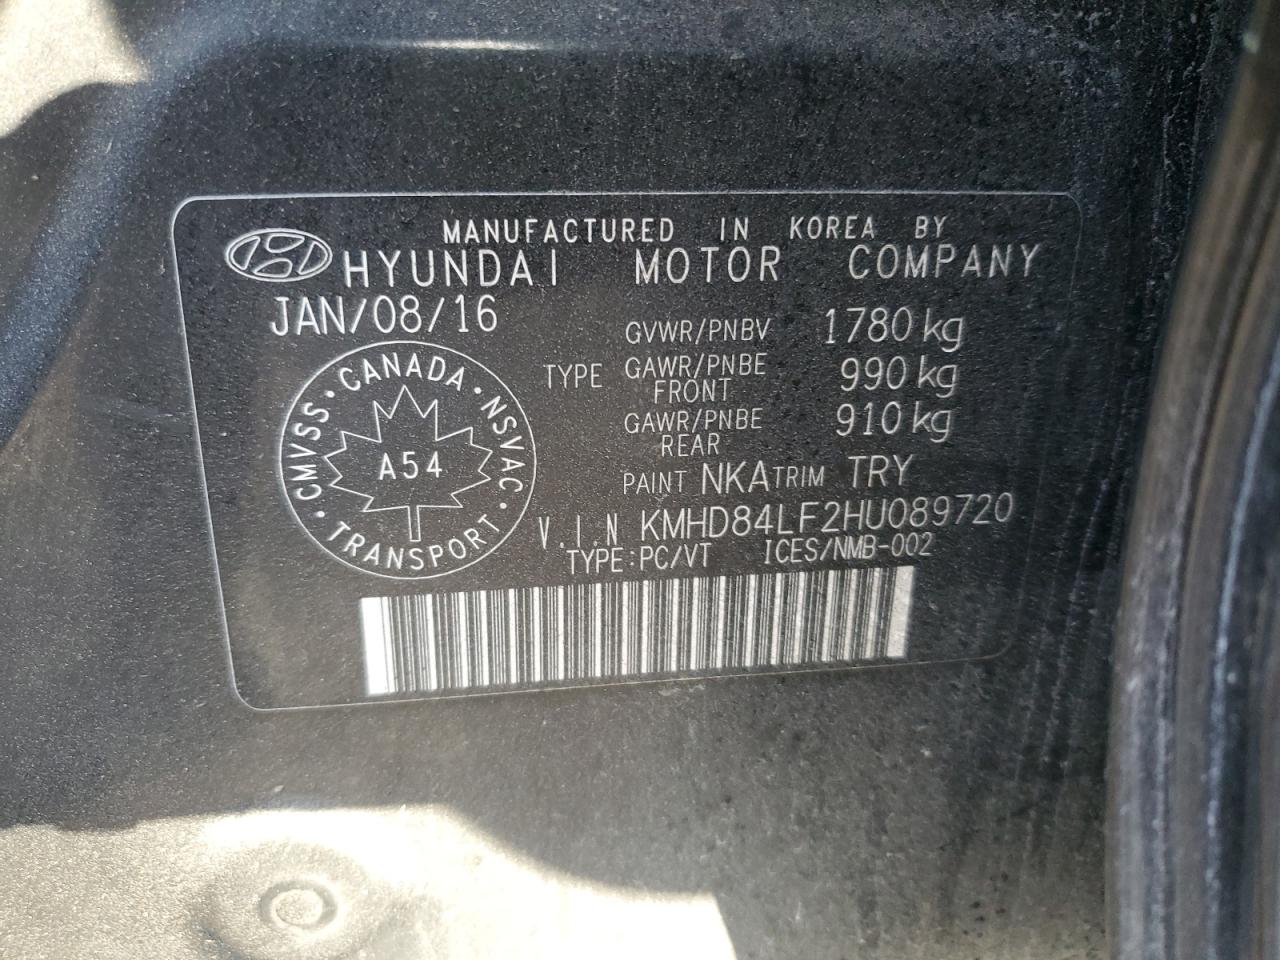 MANUFACTURED IN KOREA BY
HYUNDAI MOTOR COMPANY
JAN/08/16
GVWR/PNBV 1780 kg
TYPE GAWR/PNBE FRONT 990 kg
GAWR/PNBE REAR 910 kg
PAINT NKA TRIM TRY
V.I.N KMHD84LF2HU089720
TYPE:PC/VT ICES/NMB-002
CMVSS · CANADA · NSVAC · TRANSPORT ·
A54